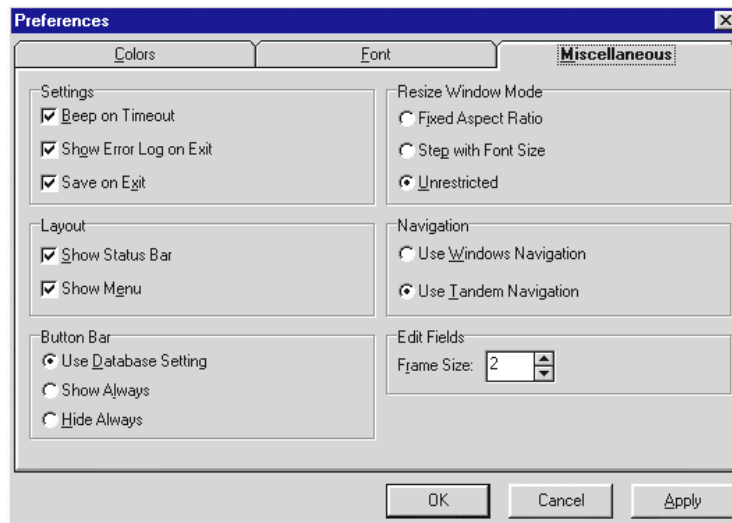 Preferences
Colors
Font
Miscellaneous
Settings
Beep on Timeout
Show Error Log on Exit
Save on Exit
Layout
Show Status Bar
Show Menu
Button Bar
Use Database Setting
Show Always
Hide Always
Resize Window Mode
Fixed Aspect Ratio
Step with Font Size
Unrestricted
Navigation
Use Windows Navigation
Use Tandem Navigation
Edit Fields
Frame Size: 2
OK
Cancel
Apply